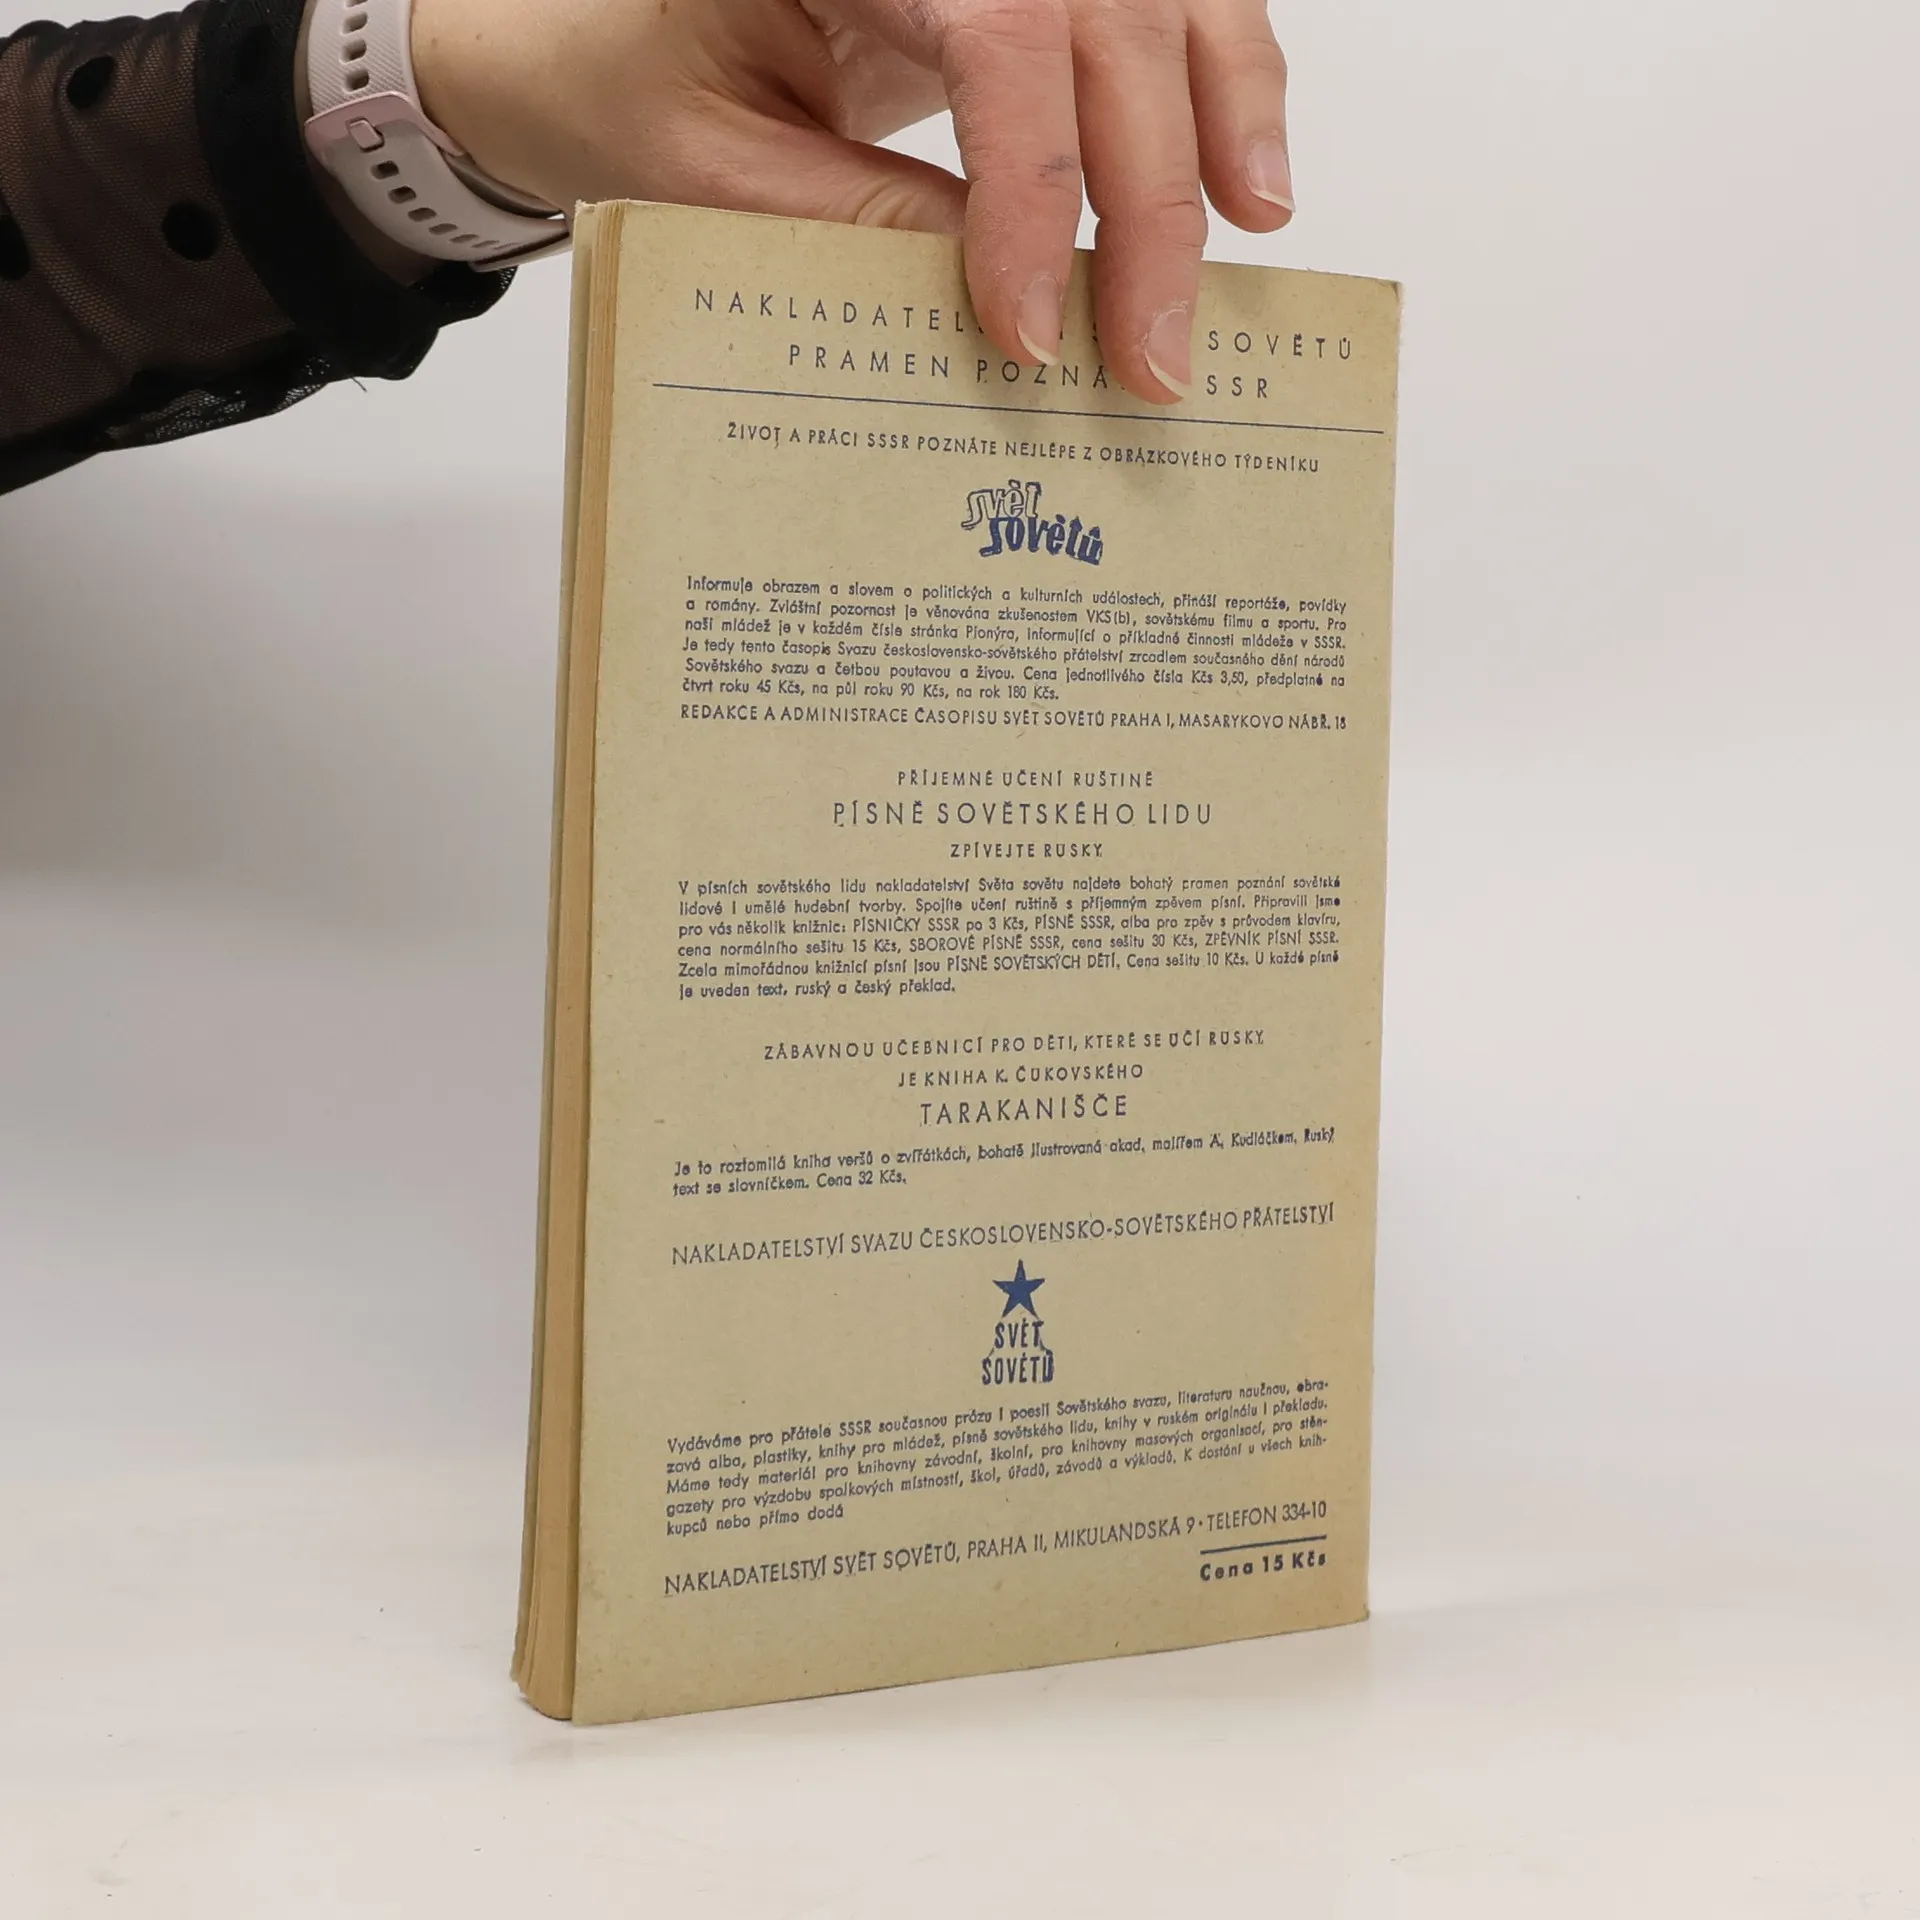 NAKLADATEL SOVĚTŮ
PRAMEN POZNÁ SSR
ŽIVOT A PRÁCI SSSR POZNÁTE NEJLÉPE Z OBRÁZKOVÉHO TÝDENÍKU
svět
sovětů
Informuje obrazem a slovem o politických a kulturních událostech, přináší reportáže, povídky
a romány. Zvláštní pozornost je věnována zkušenostem VKS(b), sovětskému filmu a sportu. Pro
naši mládež je v každém čísle stránka Pionýra, informující o příkladné činnosti mládeže v SSSR.
Je tedy tento časopis Svazu československo-sovětského přátelství zrcadlem současného dění národů
Sovětského svazu a četbou poutavou a živou. Cena jednotlivého čísla Kčs 3,50, předplatné na
čtvrt roku 45 Kčs, na půl roku 90 Kčs, na rok 180 Kčs.
REDAKCE A ADMINISTRACE ČASOPISU SVĚT SOVĚTŮ PRAHA I, MASARYKOVO NÁBŘ. 18
PŘÍJEMNÉ UČENÍ RUŠTINĚ
PÍSNĚ SOVĚTSKÉHO LIDU
ZPÍVEJTE RUSKY
V písních sovětského lidu nakladatelství Světa sovětu najdete bohatý pramen poznání sovětské
lidové i umělé hudební tvorby. Spojíte učení ruštině s příjemným zpěvem písní. Připravili jsme
pro vás několik knižnic: PÍSNIČKY SSSR po 3 Kčs, PÍSNĚ SSSR, alba pro zpěv s průvodem klavíru,
cena normálního sešitu 15 Kčs, SBOROVÉ PÍSNĚ SSSR, cena sešitu 30 Kčs, ZPĚVNÍK PÍSNÍ SSSR.
Zcela mimořádnou knižnicí písní jsou PÍSNĚ SOVĚTSKÝCH DĚTÍ. Cena sešitu 10 Kčs. U každé písně
je uveden text, ruský a český překlad.
ZÁBAVNOU UČEBNICÍ PRO DĚTI, KTERÉ SE UČÍ RUSKY,
JE KNIHA K. ČUKOVSKÉHO
TARAKANIŠČE
Je to roztomilá kniha veršů o zvířátkách, bohatě ilustrovaná akad. malířem A. Kudláčkem. Ruský
text se slovníčkem. Cena 32 Kčs.
NAKLADATELSTVÍ SVAZU ČESKOSLOVENSKO-SOVĚTSKÉHO PŘÁTELSTVÍ
SVĚT
SOVĚTŮ
Vydáváme pro přátele SSSR současnou prózu i poesii Sovětského svazu, literaturu naučnou, obra-
zová alba, plastiky, knihy pro mládež, písně sovětského lidu, knihy v ruském originálu i překladu.
Máme tedy materiál pro knihovny závodní, školní, pro knihovny masových organisací, pro stěn-
gazety pro výzdobu spolkových místností, škol, úřadů, závodů a výkladů. K dostání u všech knih-
kupců nebo přímo dodá
NAKLADATELSTVÍ SVĚT SOVĚTŮ, PRAHA II, MIKULANDSKÁ 9 · TELEFON 334-10
Cena 15 Kčs